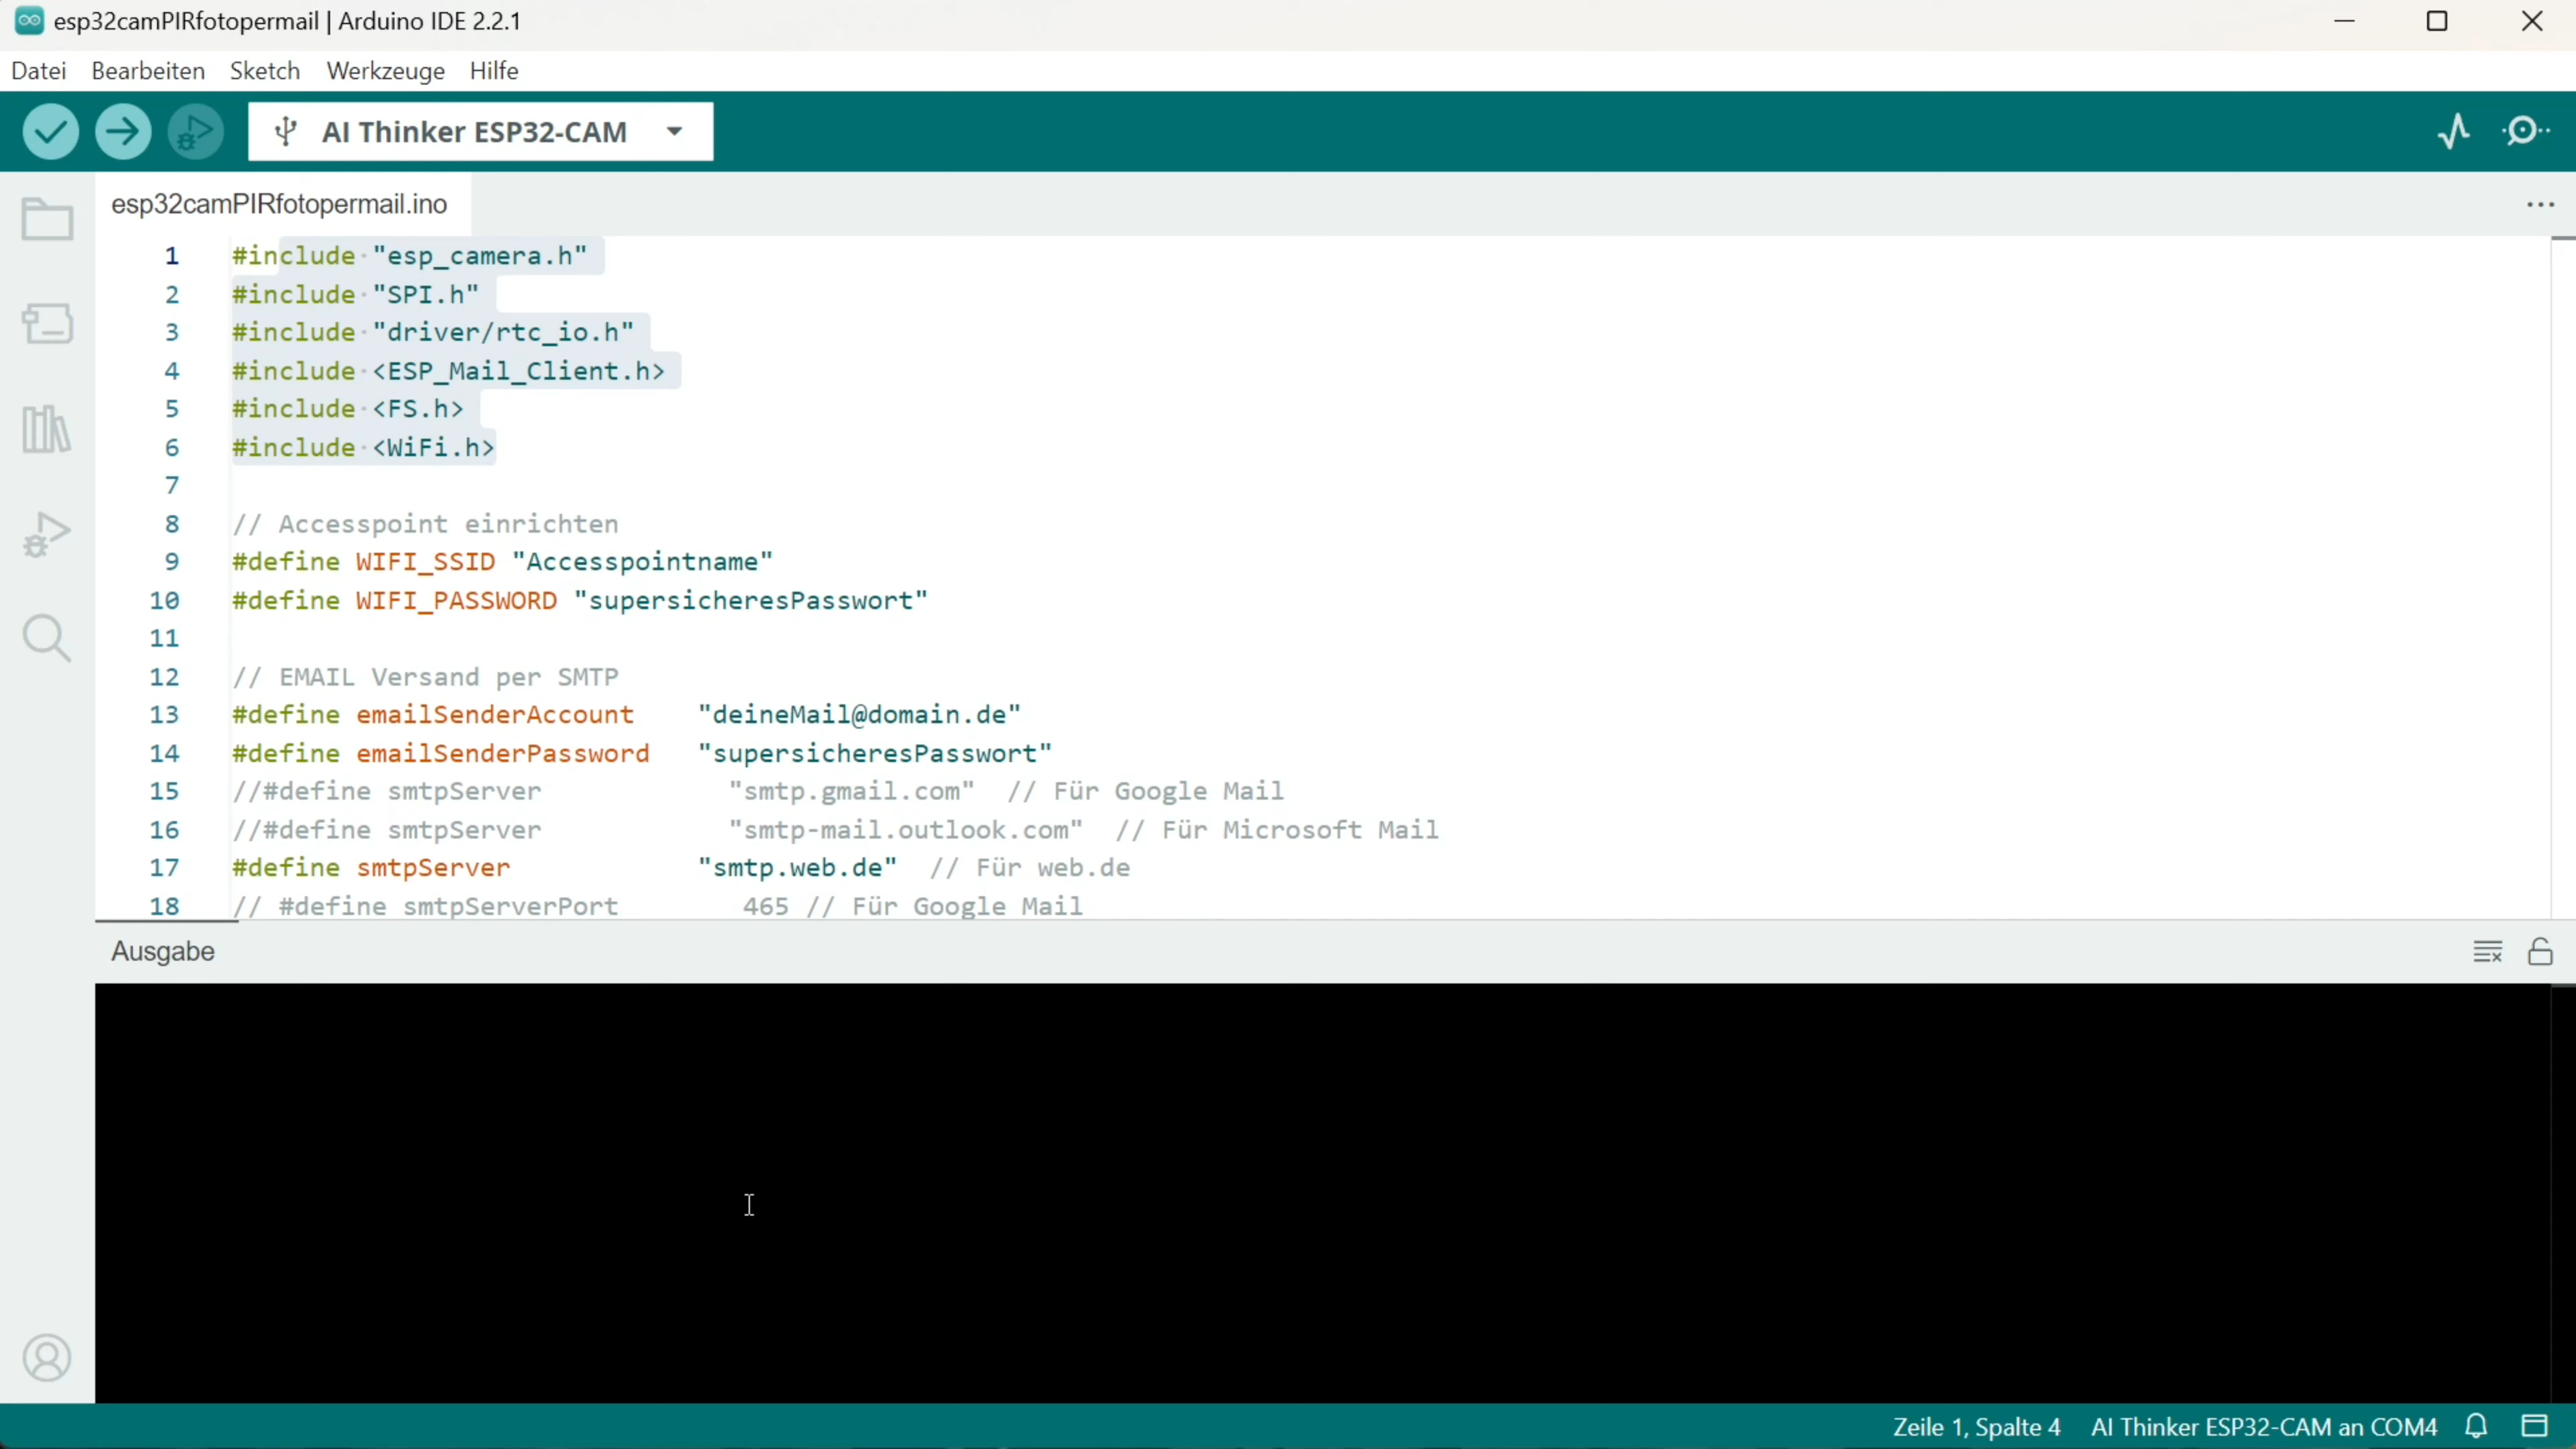 esp32camPIRfotopermail | Arduino IDE 2.2.1
Datei Bearbeiten Sketch Werkzeuge Hilfe
AI Thinker ESP32-CAM
esp32camPIRfotopermail.ino
1 #include "esp_camera.h"
2 #include "SPI.h"
3 #include "driver/rtc_io.h"
4 #include <ESP_Mail_Client.h>
5 #include <FS.h>
6 #include <WiFi.h>
7
8 // Accesspoint einrichten
9 #define WIFI_SSID "Accesspointname"
10 #define WIFI_PASSWORD "supersicheresPasswort"
11
12 // EMAIL Versand per SMTP
13 #define emailSenderAccount "deineMail@domain.de"
14 #define emailSenderPassword "supersicheresPasswort"
15 //#define smtpServer "smtp.gmail.com" // Für Google Mail
16 //#define smtpServer "smtp-mail.outlook.com" // Für Microsoft Mail
17 #define smtpServer "smtp.web.de" // Für web.de
18 // #define smtpServerPort 465 // Für Google Mail
Ausgabe
Zeile 1, Spalte 4 AI Thinker ESP32-CAM an COM4